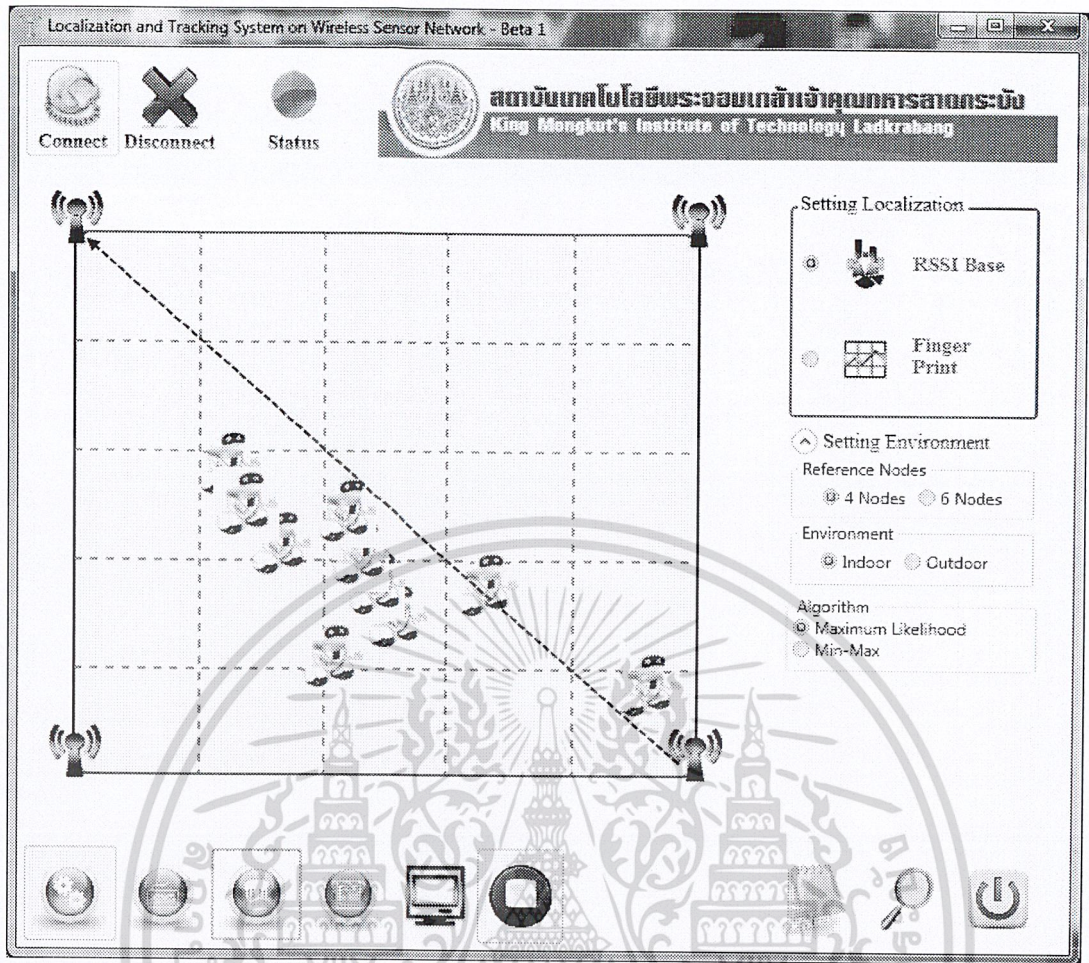 Localization and Tracking System on Wireless Sensor Network - Beta 1
Connect
Disconnect
Status
สถาบันเทคโนโลยีพระจอมเกล้าเจ้าคุณทหารลาดกระบัง
King Mongkut's Institute of Technology Ladkrabang
Setting Localization
RSSI Base
Finger
Print
Setting Environment
Reference Nodes
4 Nodes 6 Nodes
Environment
Indoor Outdoor
Algorithm
Maximum Likelihood
Min-Max